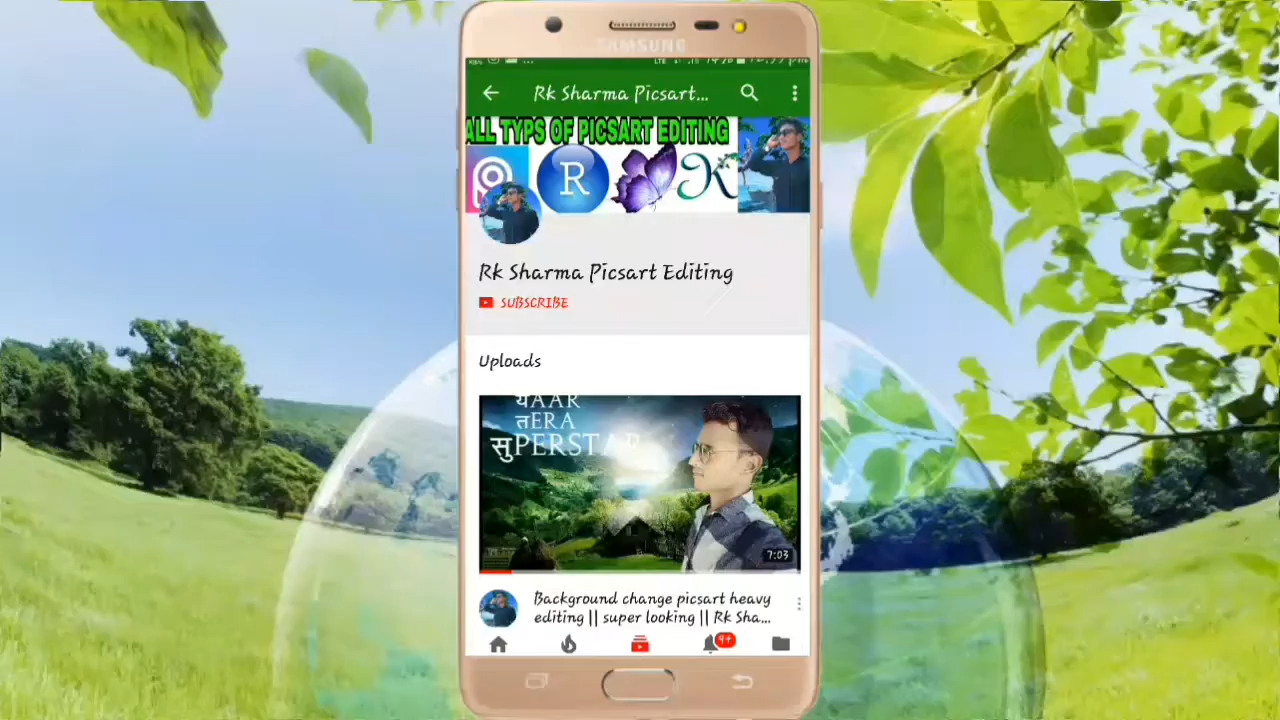 SAMSUNG
Rk Sharma Picsart...
ALL TYPS OF PICSART EDITING
R
K
Rk Sharma Picsart Editing
SUBSCRIBE
Uploads
यAAR
तERA
सुPERSTAR
7:03
Background change picsart heavy
editing || super looking || Rk Sha...
9+